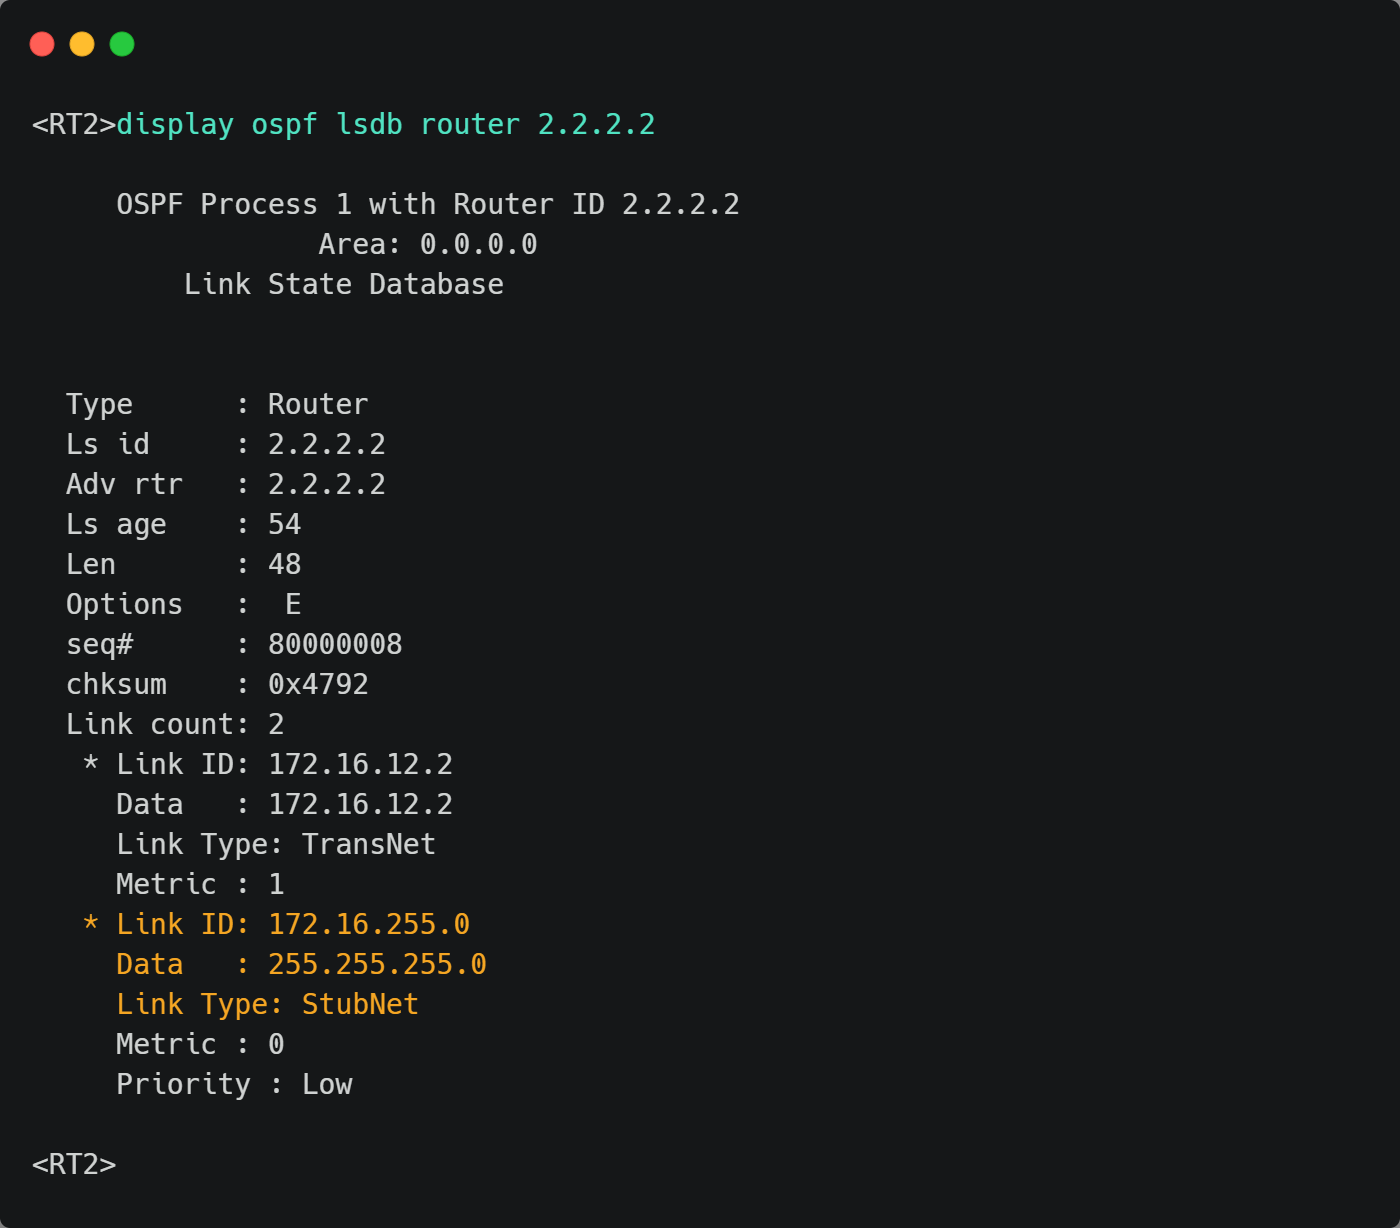 <RT2>display ospf lsdb router 2.2.2.2
     OSPF Process 1 with Router ID 2.2.2.2
                 Area: 0.0.0.0
         Link State Database
  Type      : Router
  Ls id     : 2.2.2.2
  Adv rtr   : 2.2.2.2
  Ls age    : 54
  Len       : 48
  Options   :  E
  seq#      : 80000008
  chksum    : 0x4792
  Link count: 2
   * Link ID: 172.16.12.2
     Data   : 172.16.12.2
     Link Type: TransNet
     Metric : 1
   * Link ID: 172.16.255.0
     Data   : 255.255.255.0
     Link Type: StubNet
     Metric : 0
     Priority : Low
<RT2>